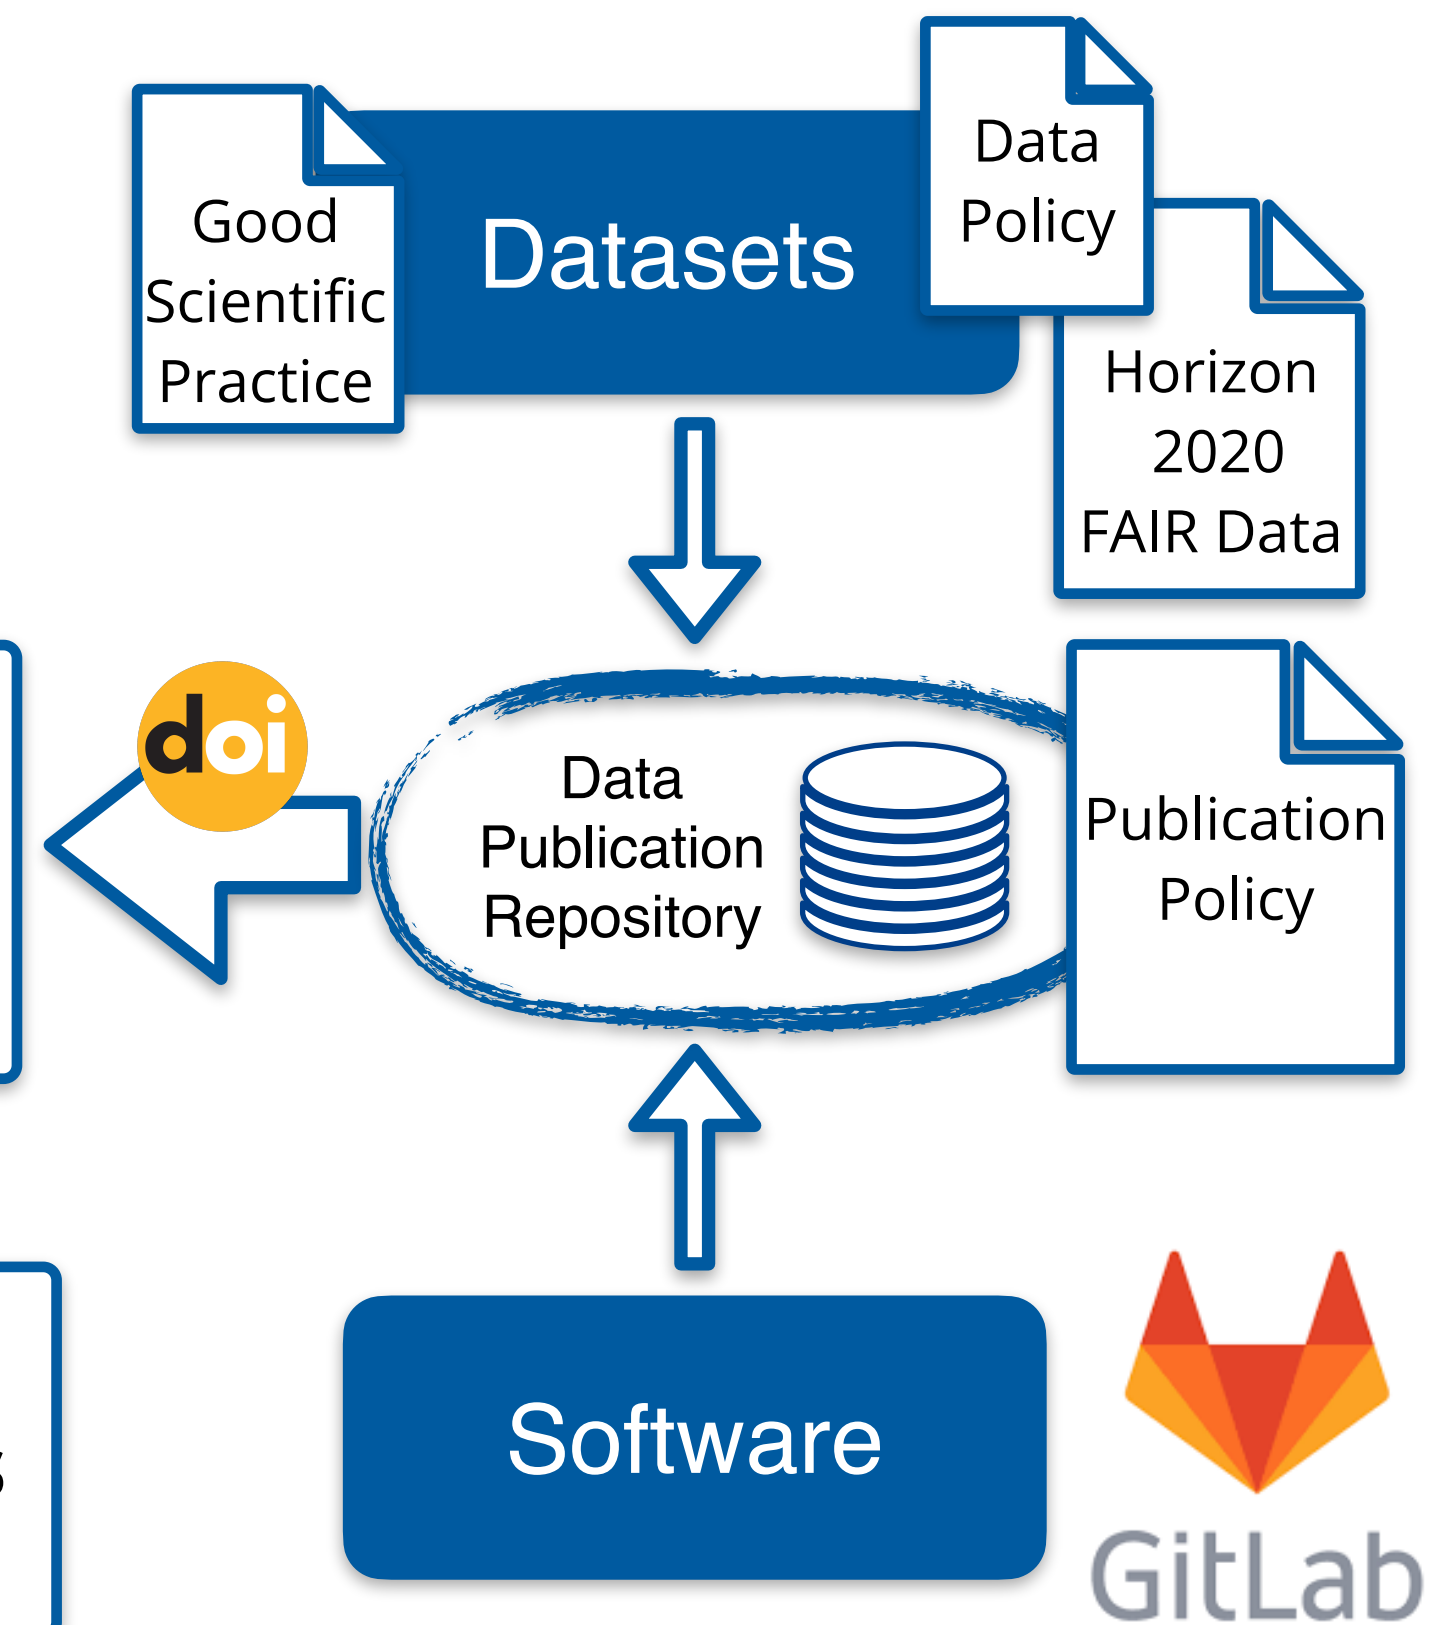 Good
Scientific
Practice
Datasets
Data
Policy
Horizon
2020
FAIR Data
doi
Data
Publication
Repository
Publication
Policy
Software
GitLab
s